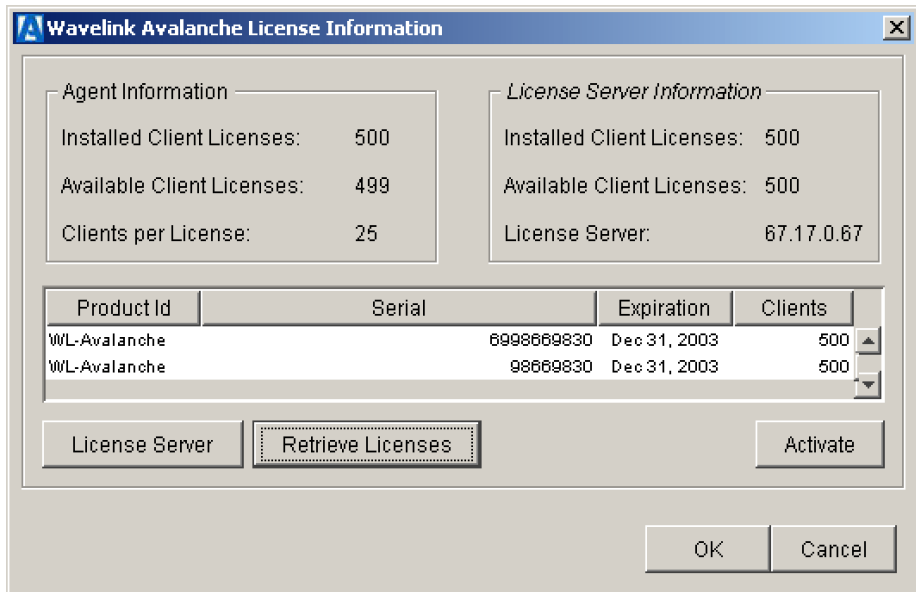 Wavelink Avalanche License Information
Agent Information
Installed Client Licenses: 500
Available Client Licenses: 499
Clients per License: 25
License Server Information
Installed Client Licenses: 500
Available Client Licenses: 500
License Server: 67.17.0.67
Product Id Serial Expiration Clients
WL-Avalanche 6998669830 Dec 31, 2003 500
WL-Avalanche 98669830 Dec 31, 2003 500
License Server Retrieve Licenses Activate
OK Cancel